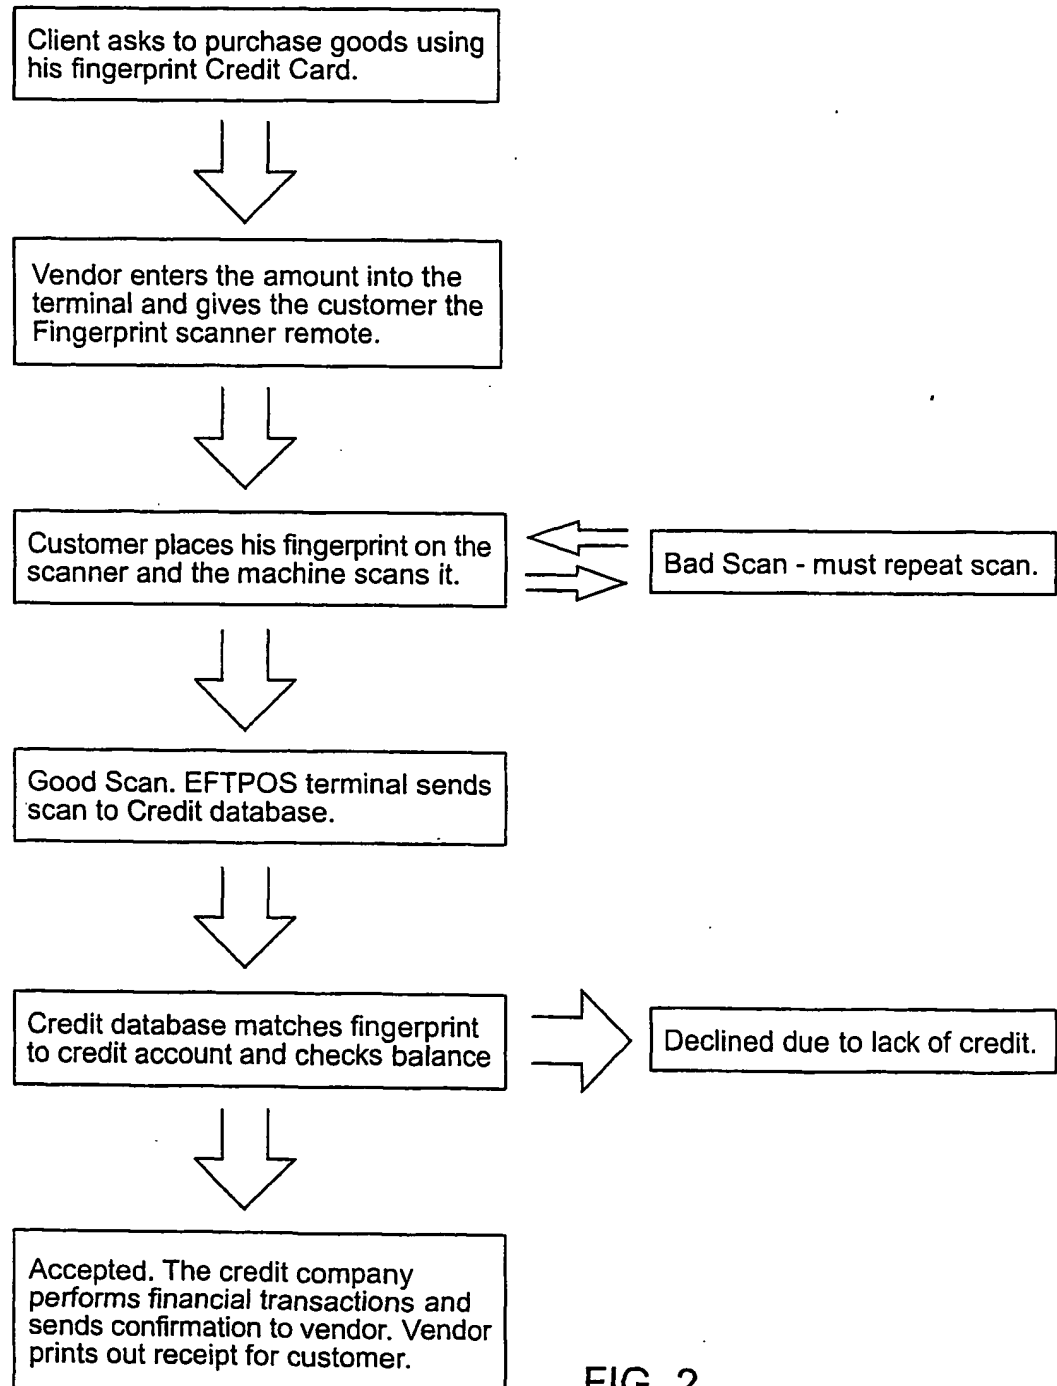 Client asks to purchase goods using
his fingerprint Credit Card.
Vendor enters the amount into the
terminal and gives the customer the
Fingerprint scanner remote.
Customer places his fingerprint on the
scanner and the machine scans it.
Bad Scan - must repeat scan.
Good Scan. EFTPOS terminal sends
scan to Credit database.
Credit database matches fingerprint
to credit account and checks balance
Declined due to lack of credit.
Accepted. The credit company
performs financial transactions and
sends confirmation to vendor. Vendor
prints out receipt for customer.
FIG. 2